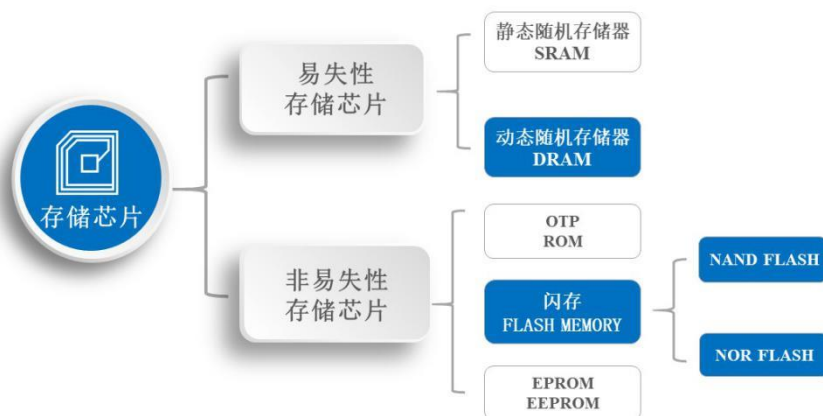 存储芯片
易失性
存储芯片
静态随机存储器
SRAM
动态随机存储器
DRAM
非易失性
存储芯片
OTP
ROM
闪存
FLASH MEMORY
NAND FLASH
NOR FLASH
EPROM
EEPROM